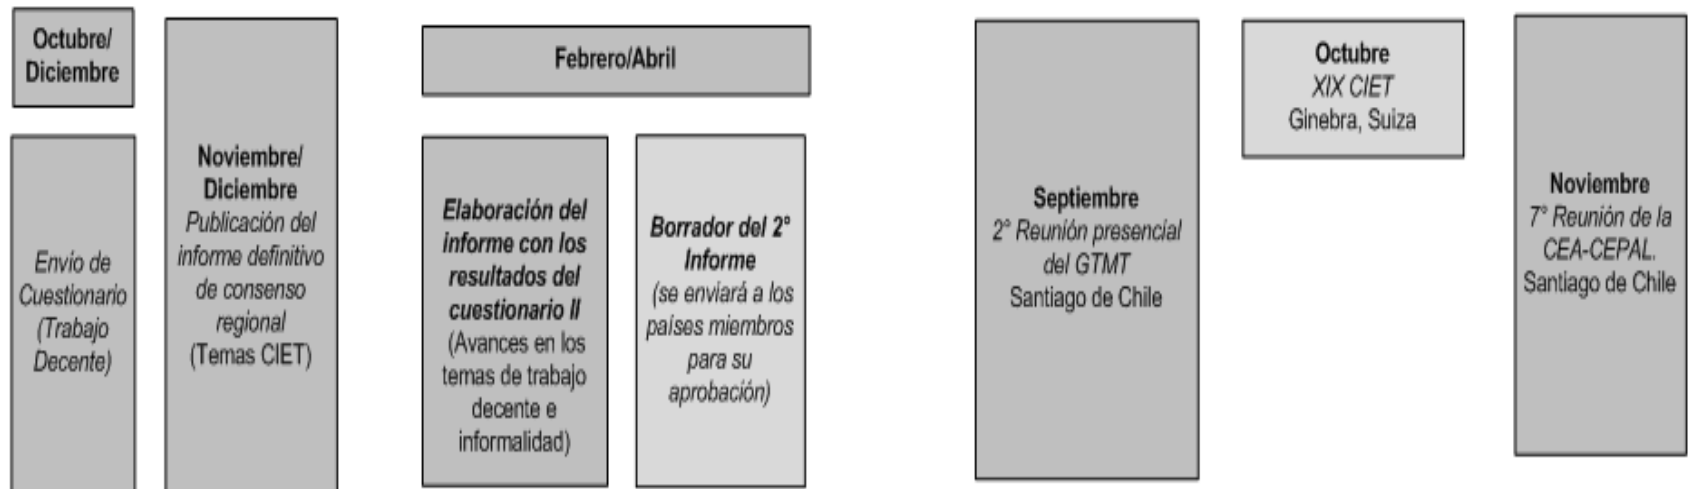 Octubre/
Diciembre
Envío de
Cuestionario
(Trabajo
Decente)
Noviembre/
Diciembre
Publicación del
informe definitivo
de consenso
regional
(Temas CIET)
Febrero/Abril
Elaboración del
informe con los
resultados del
cuestionario II
(Avances en los
temas de trabajo
decente e
informalidad)
Borrador del 2°
Informe
(se enviará a los
países miembros
para su
aprobación)
Septiembre
2° Reunión presencial
del GTMT
Santiago de Chile
Octubre
XIX CIET
Ginebra, Suiza
Noviembre
7° Reunión de la
CEA-CEPAL.
Santiago de Chile